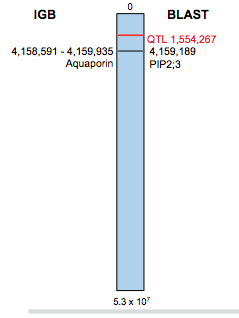 0
IGB BLAST
QTL 1,554,267
4,158,591 - 4,159,935 4,159,189
Aquaporin PIP2;3
5.3 x 10⁷